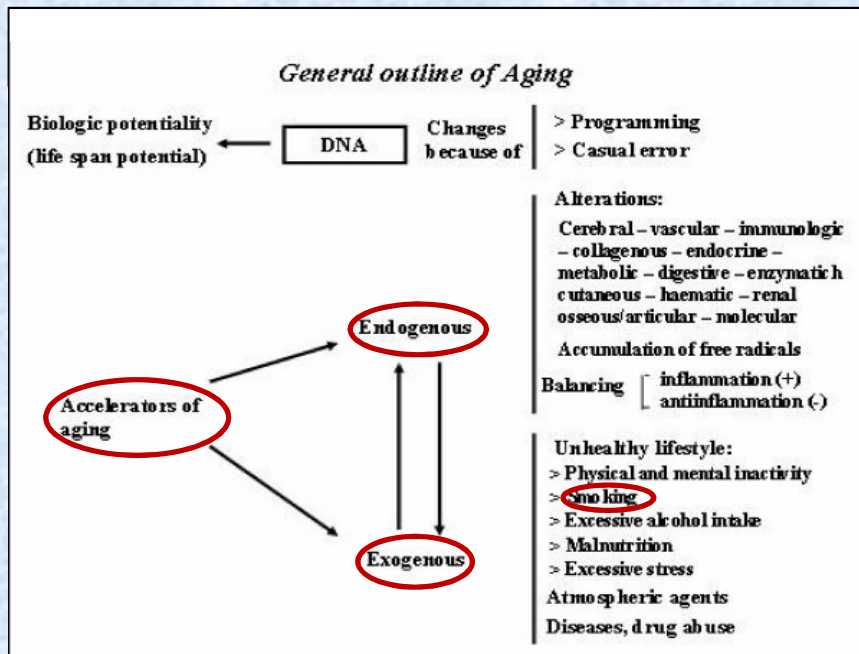 General outline of Aging
Biologic potentiality
(life span potential)
DNA
Changes
because of
> Programming
> Casual error
Alterations:
Cerebral – vascular – immunologic
– collagenous – endocrine –
metabolic – digestive – enzymatich
cutaneous – haematic – renal
osseous/articular – molecular
Accumulation of free radicals
Balancing
inflammation (+)
antiinflammation (-)
Endogenous
Accelerators of
aging
Exogenous
Unhealthy lifestyle:
> Physical and mental inactivity
> Smoking
> Excessive alcohol intake
> Malnutrition
> Excessive stress
Atmospheric agents
Diseases, drug abuse